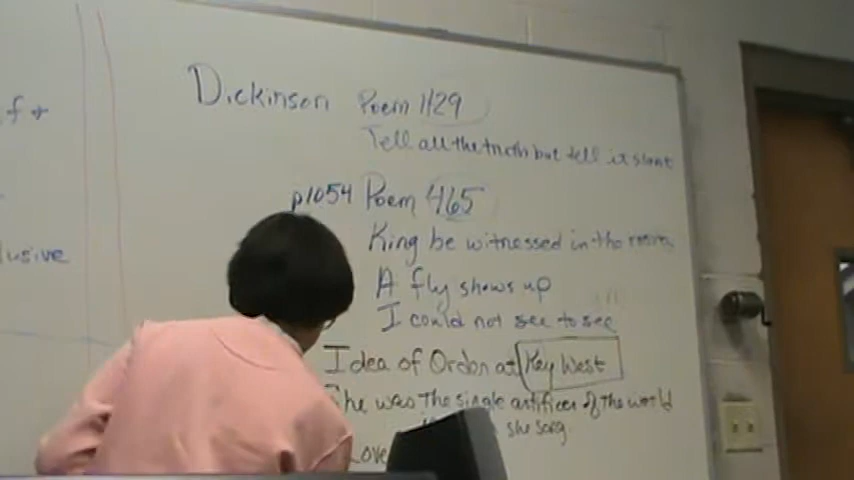 f +
lusive
Dickinson Poem 1129
Tell all the truth but tell it slant
p1054 Poem 465
King be witnessed in the room
A fly shows up
I could not see to see
Idea of Order at Key West
She was the single artificer of the world
she sang
Love